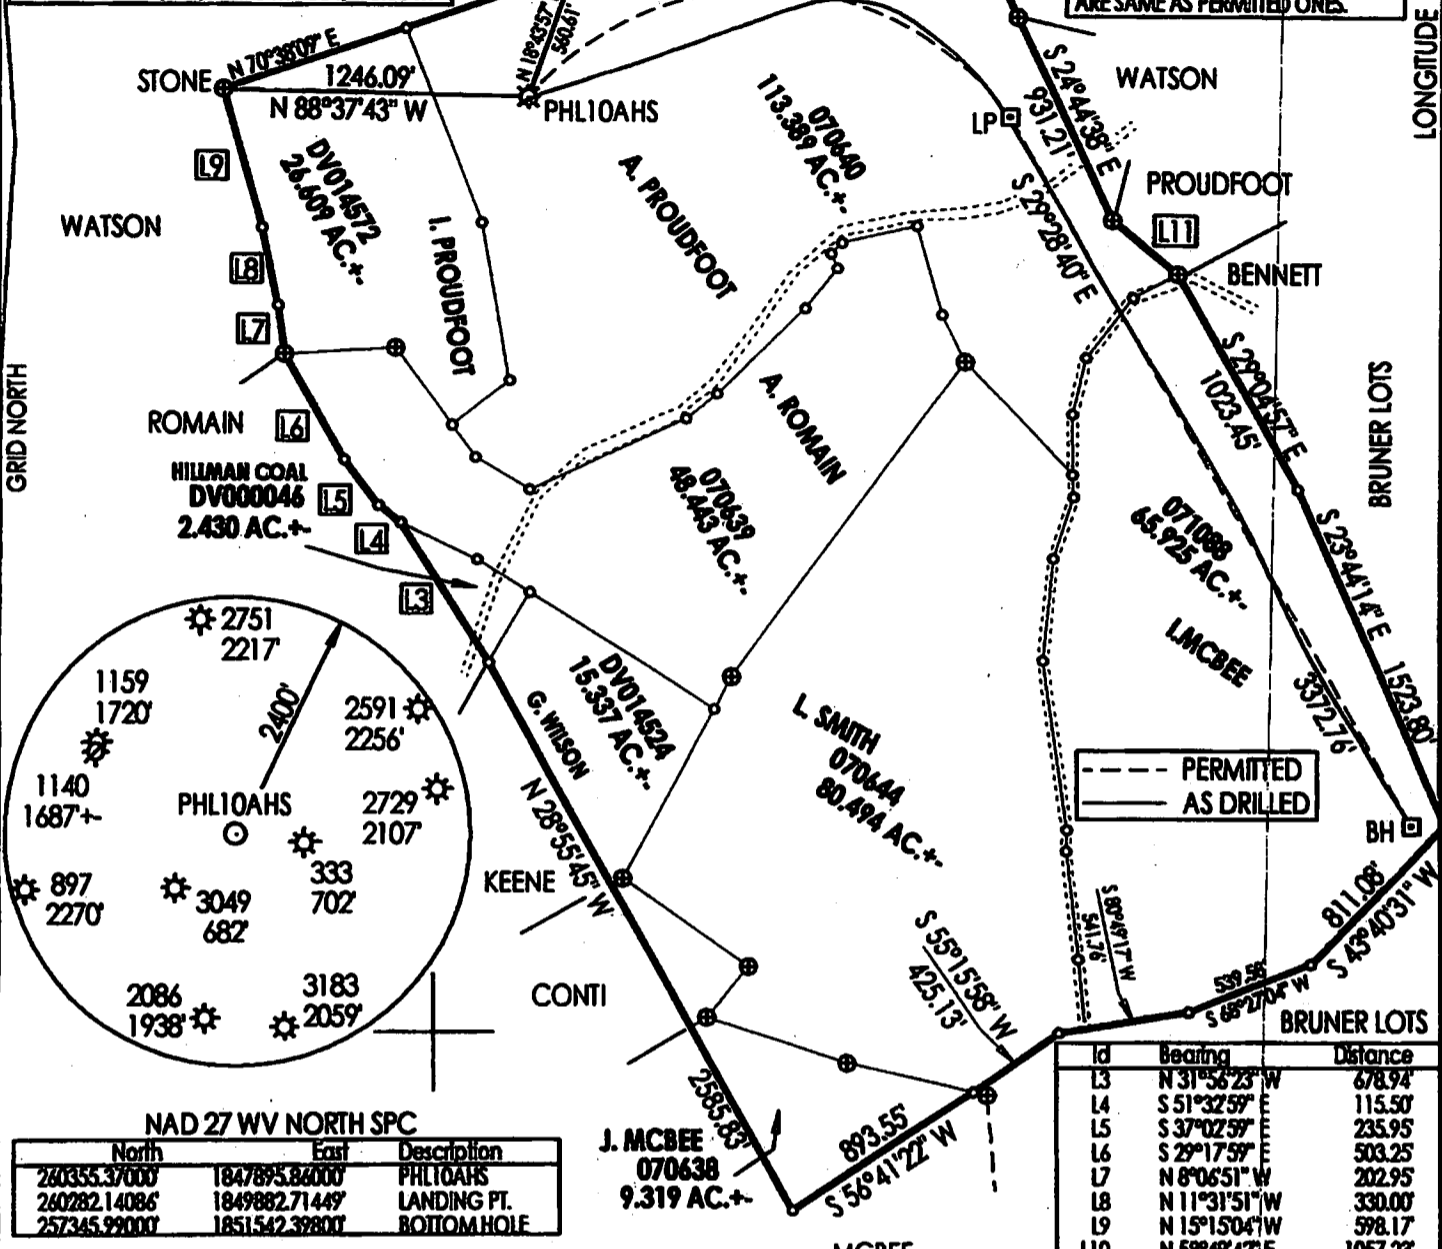 ARE SAME AS PERMITTED ONES.
LONGITUDE
N 70°38'09" E
STONE
1246.09'
N 88°37'43" W
N 18°43'57"
560.61'
PHL10AHS
S 24°44'38" E
931.21'
WATSON
LP
070640
113.389 AC.+-
L9
DV014572
26.609 AC.+-
A. PROUDFOOT
PROUDFOOT
WATSON
I. PROUDFOOT
S 29°28'40" E
L11
BENNETT
L8
L7
GRID NORTH
S 29°04'57" E
1023.45'
BRUNER LOTS
ROMAIN
L6
A. ROMAIN
HILLMAN COAL
DV000046
2.430 AC.+-
L5
L4
070639
48.443 AC.+-
071088
65.925 AC.+-
S 23°44'14" E
1523.80'
L3
I.MCBEE
3372.76'
2751
2217'
1159
1720'
2400'
2591
2256'
DV014524
15.337 AC.+-
G. WILSON
L. SMITH
070644
80.494 AC.+-
PERMITTED
AS DRILLED
1140
1687'+-
PHL10AHS
2729
2107'
BH
N 28°55'45" W
333
702'
897
2270'
3049
682'
KEENE
S 80°49'17" W
541.76'
811.08'
S 43°40'31" W
S 55°15'58" W
425.13'
539.58'
S 68°27'04" W
2086
1938'
3183
2059'
CONTI
BRUNER LOTS
Id Bearing Distance
L3 N 31°56'23" W 678.94'
L4 S 51°32'59" E 115.50'
L5 S 37°02'59" E 235.95'
L6 S 29°17'59" E 503.25'
L7 N 8°06'51" W 202.95'
L8 N 11°31'51" W 330.00'
L9 N 15°15'04" W 598.17'
L10
2585.83'
893.55'
S 56°41'22" W
J. MCBEE
070638
9.319 AC.+-
NAD 27 WV NORTH SPC
North East Description
260355.37000' 1847895.86000' PHL10AHS
260282.14086' 1849882.71449' LANDING PT.
257345.99000' 1851542.39800' BOTTOM HOLE
MCBEE